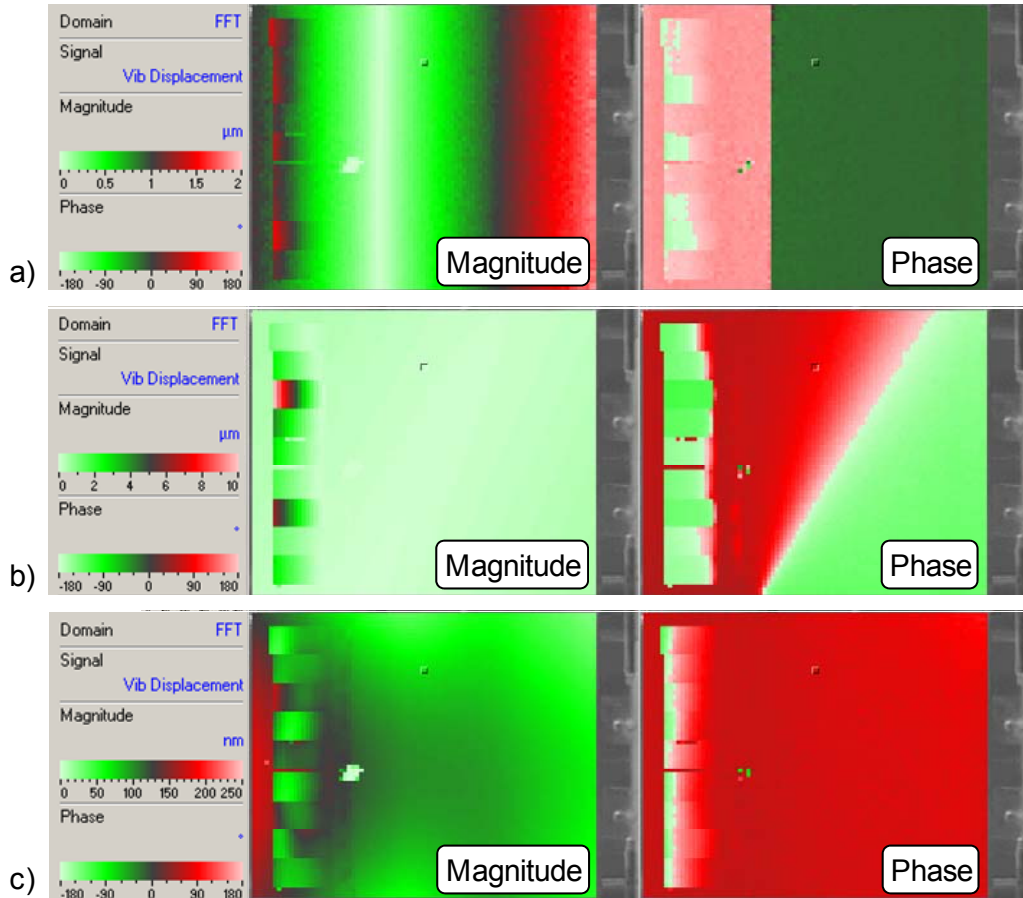 Domain FFT
Signal
Vib Displacement
Magnitude
µm
0 0.5 1 1.5 2
Phase
°
-180 -90 0 90 180
a)
Magnitude
Phase
Domain FFT
Signal
Vib Displacement
Magnitude
µm
0 2 4 6 8 10
Phase
°
-180 -90 0 90 180
b)
Magnitude
Phase
Domain FFT
Signal
Vib Displacement
Magnitude
nm
0 50 100 150 200 250
Phase
°
-180 -90 0 90 180
c)
Magnitude
Phase